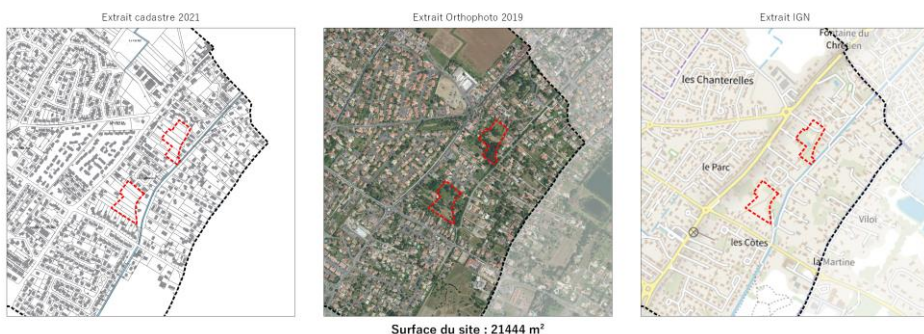 Extrait cadastre 2021
Extrait Orthophoto 2019
Extrait IGN
Fontaine du
Chrétien
les Chanterelles
le Parc
Viloi
les Côtes
la Martine
Surface du site : 21444 m²